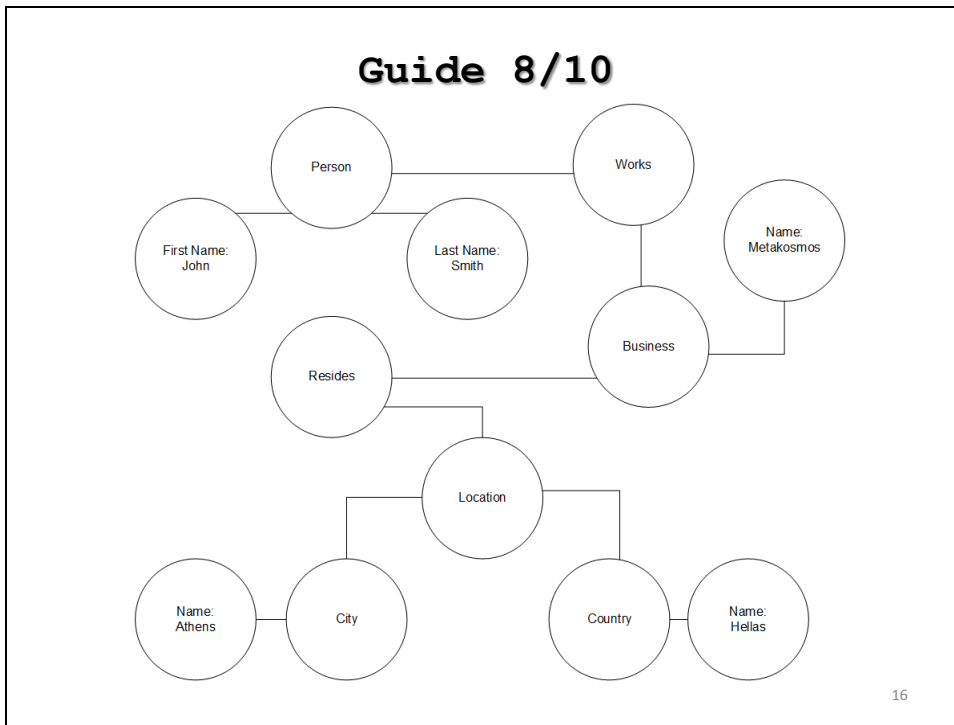 Guide 8/10
Person
Works
First Name:
John
Last Name:
Smith
Name:
Metakosmos
Business
Resides
Location
Name:
Athens
City
Country
Name:
Hellas
16